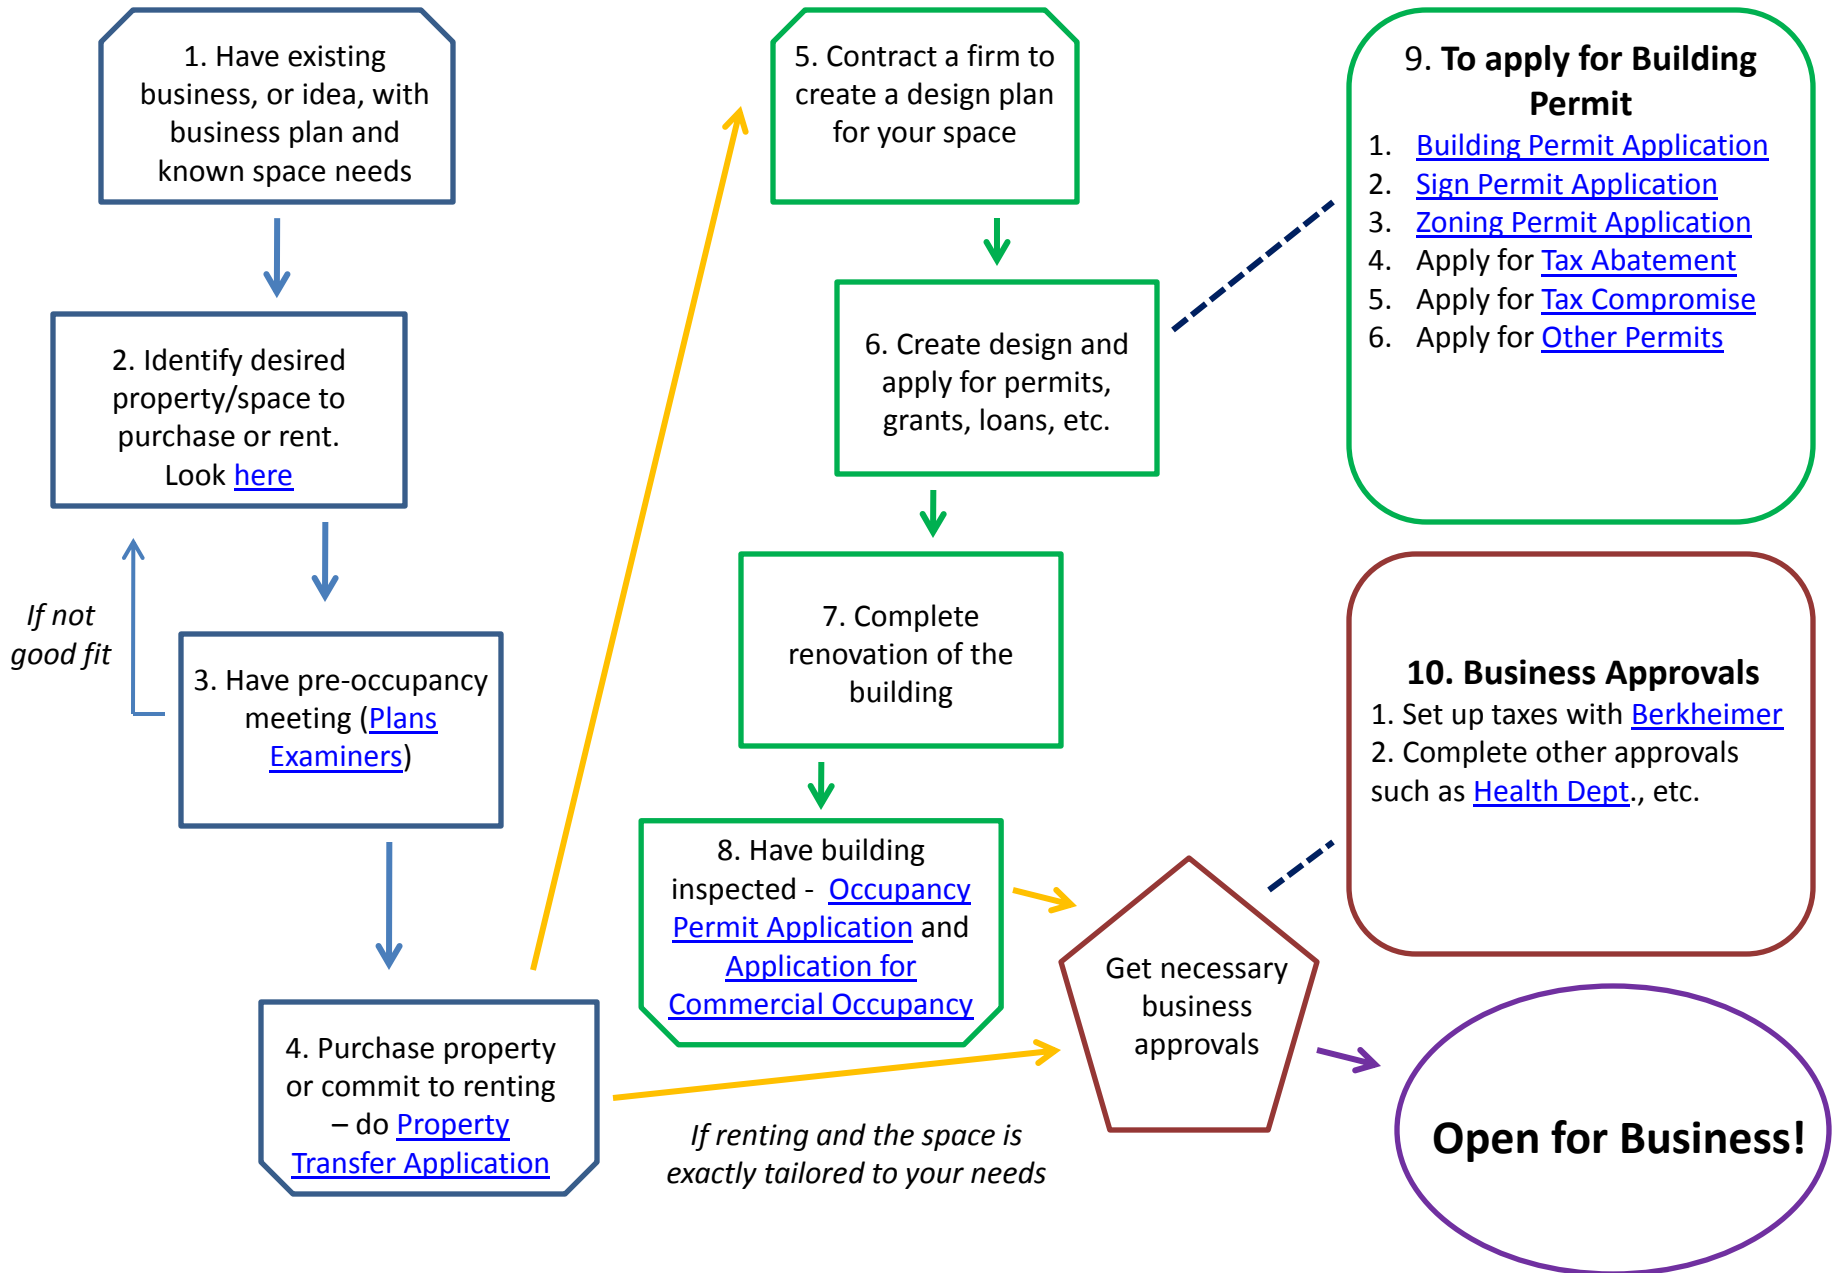 1. Have existing
business, or idea, with
business plan and
known space needs
2. Identify desired
property/space to
purchase or rent.
Look here
If not
good fit
3. Have pre-occupancy
meeting (Plans
Examiners)
4. Purchase property
or commit to renting
– do Property
Transfer Application
5. Contract a firm to
create a design plan
for your space
6. Create design and
apply for permits,
grants, loans, etc.
7. Complete
renovation of the
building
8. Have building
inspected - Occupancy
Permit Application and
Application for
Commercial Occupancy
If renting and the space is
exactly tailored to your needs
Get necessary
business
approvals
9. To apply for Building
Permit
1. Building Permit Application
2. Sign Permit Application
3. Zoning Permit Application
4. Apply for Tax Abatement
5. Apply for Tax Compromise
6. Apply for Other Permits
10. Business Approvals
1. Set up taxes with Berkheimer
2. Complete other approvals
such as Health Dept., etc.
Open for Business!